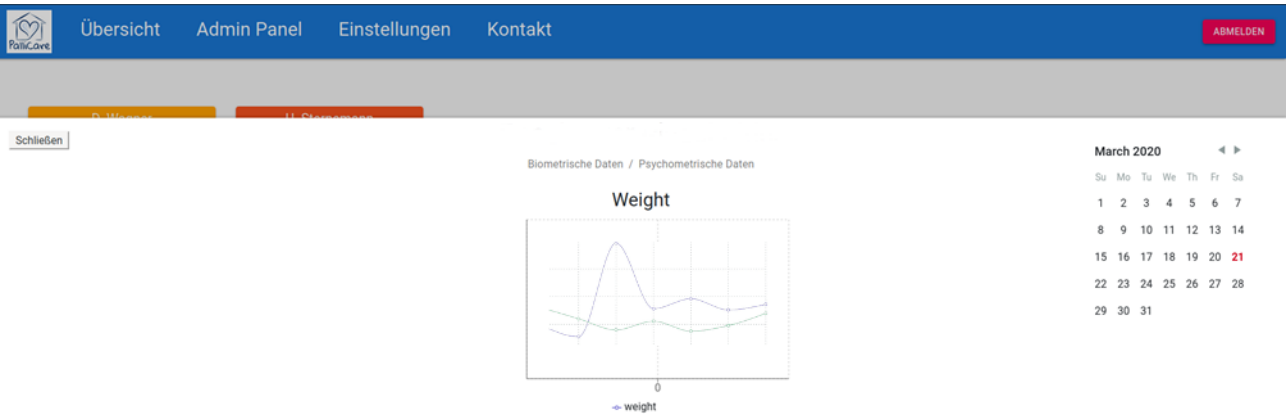 PalliCare Übersicht Admin Panel Einstellungen Kontakt ABMELDEN
D. Wagner
Schließen
Biometrische Daten / Psychometrische Daten
Weight
0
weight
March 2020
Su Mo Tu We Th Fr Sa
1 2 3 4 5 6 7
8 9 10 11 12 13 14
15 16 17 18 19 20 21
22 23 24 25 26 27 28
29 30 31